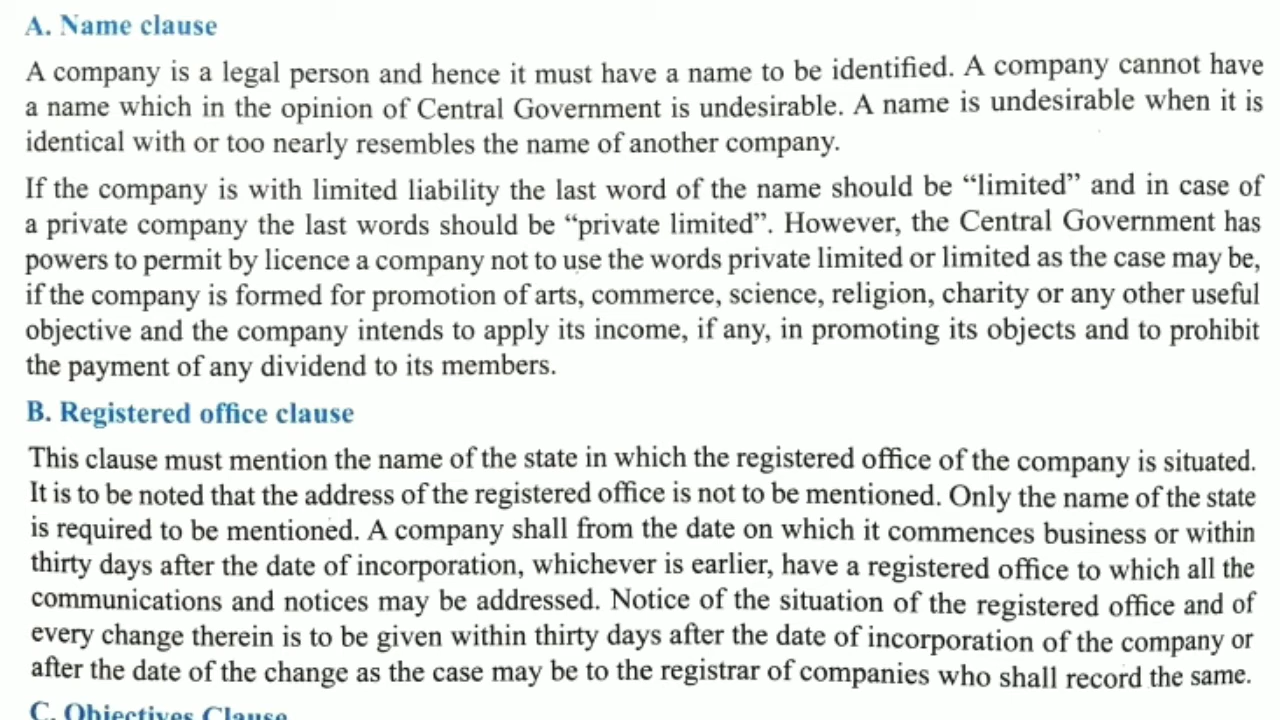 A. Name clause
A company is a legal person and hence it must have a name to be identified. A company cannot have
a name which in the opinion of Central Government is undesirable. A name is undesirable when it is
identical with or too nearly resembles the name of another company.
If the company is with limited liability the last word of the name should be “limited” and in case of
a private company the last words should be “private limited”. However, the Central Government has
powers to permit by licence a company not to use the words private limited or limited as the case may be,
if the company is formed for promotion of arts, commerce, science, religion, charity or any other useful
objective and the company intends to apply its income, if any, in promoting its objects and to prohibit
the payment of any dividend to its members.
B. Registered office clause
This clause must mention the name of the state in which the registered office of the company is situated.
It is to be noted that the address of the registered office is not to be mentioned. Only the name of the state
is required to be mentioned. A company shall from the date on which it commences business or within
thirty days after the date of incorporation, whichever is earlier, have a registered office to which all the
communications and notices may be addressed. Notice of the situation of the registered office and of
every change therein is to be given within thirty days after the date of incorporation of the company or
after the date of the change as the case may be to the registrar of companies who shall record the same.
C. Objectives Clause